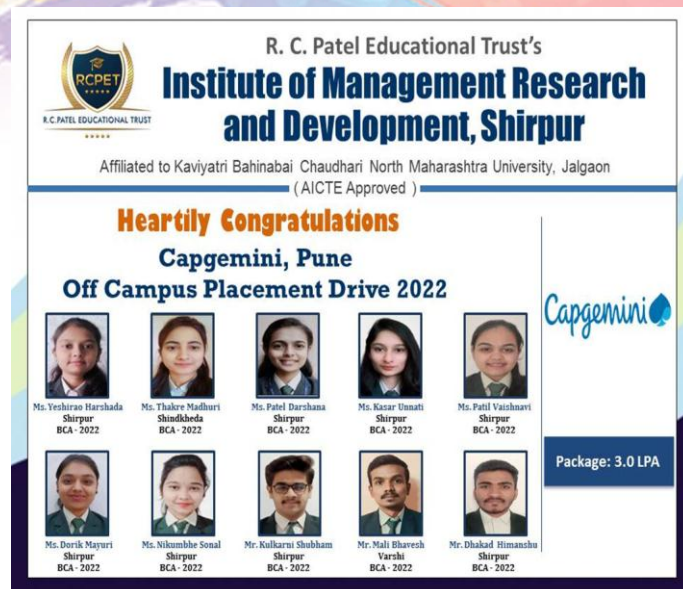 RCPET
R.C.PATEL EDUCATIONAL TRUST
R. C. Patel Educational Trust's
Institute of Management Research
and Development, Shirpur
Affiliated to Kaviyatri Bahinabai Chaudhari North Maharashtra University, Jalgaon
( AICTE Approved )
Heartily Congratulations
Capgemini, Pune
Off Campus Placement Drive 2022
Capgemini
Ms. Yeshirao Harshada
Shirpur
BCA - 2022
Ms. Thakre Madhuri
Shindkheda
BCA - 2022
Ms. Patel Darshana
Shirpur
BCA - 2022
Ms. Kasar Unnati
Shirpur
BCA - 2022
Ms. Patil Vaishnavi
Shirpur
BCA - 2022
Package: 3.0 LPA
Ms. Dorik Mayuri
Shirpur
BCA - 2022
Ms. Nikumbhe Sonal
Shirpur
BCA - 2022
Mr. Kulkarni Shubham
Shirpur
BCA - 2022
Mr. Mali Bhavesh
Varshi
BCA - 2022
Mr. Dhakad Himanshu
Shirpur
BCA - 2022